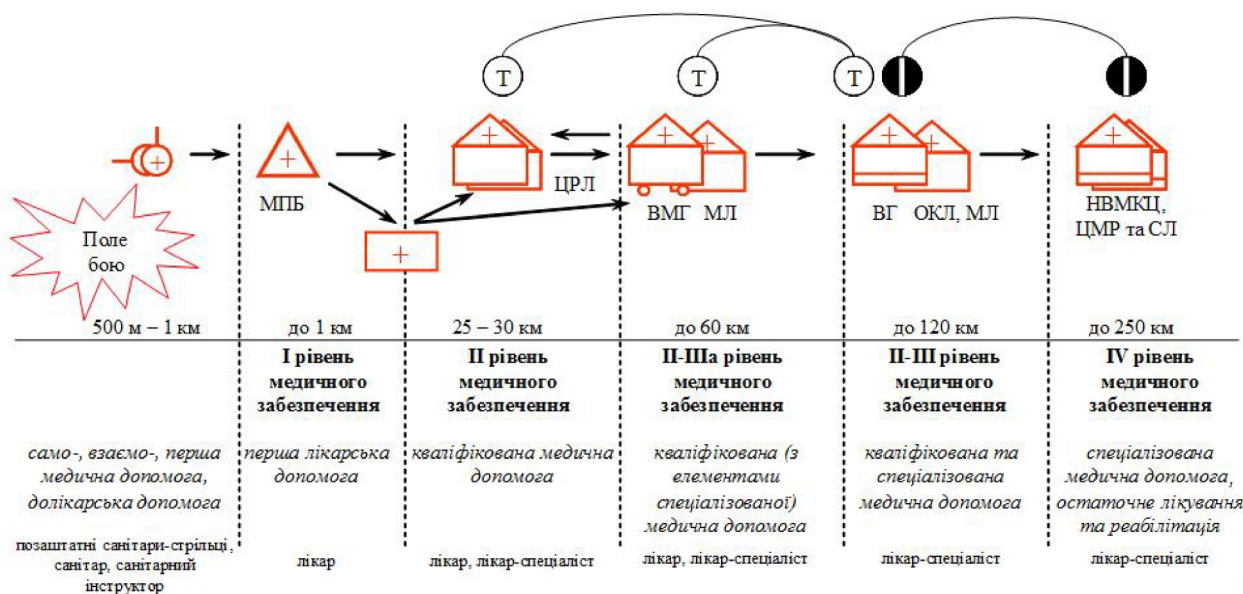 Т
Т
Т
МПБ
ЦРЛ
ВМГ МЛ
ВГ ОКЛ, МЛ
НВМКЦ,
ЦМР та СЛ
Поле
бою
500 м – 1 км
до 1 км
25 – 30 км
до 60 км
до 120 км
до 250 км
І рівень
медичного
забезпечення
ІІ рівень
медичного
забезпечення
ІІ-ІІІа рівень
медичного
забезпечення
ІІ-ІІІ рівень
медичного
забезпечення
IV рівень
медичного
забезпечення
само-, взаємо-, перша
медична допомога,
долікарська допомога
перша лікарська
допомога
кваліфікована медична
допомога
кваліфікована (з
елементами
спеціалізованої)
медична допомога
кваліфікована та
спеціалізована
медична допомога
спеціалізована
медична допомога,
остаточне лікування
та реабілітація
позаштатні санітари-стрільці,
санітар, санітарний
інструктор
лікар
лікар, лікар-спеціаліст
лікар, лікар-спеціаліст
лікар-спеціаліст
лікар-спеціаліст